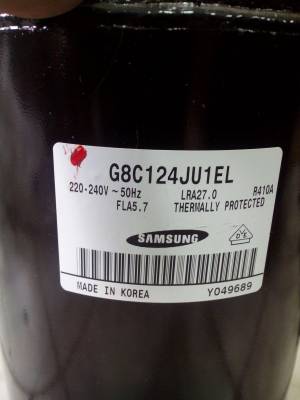 G8C124JU1EL
220-240V ~ 50Hz LRA27.0 R410A
FLA5.7 THERMALLY PROTECTED
SAMSUNG
MADE IN KOREA Y049689